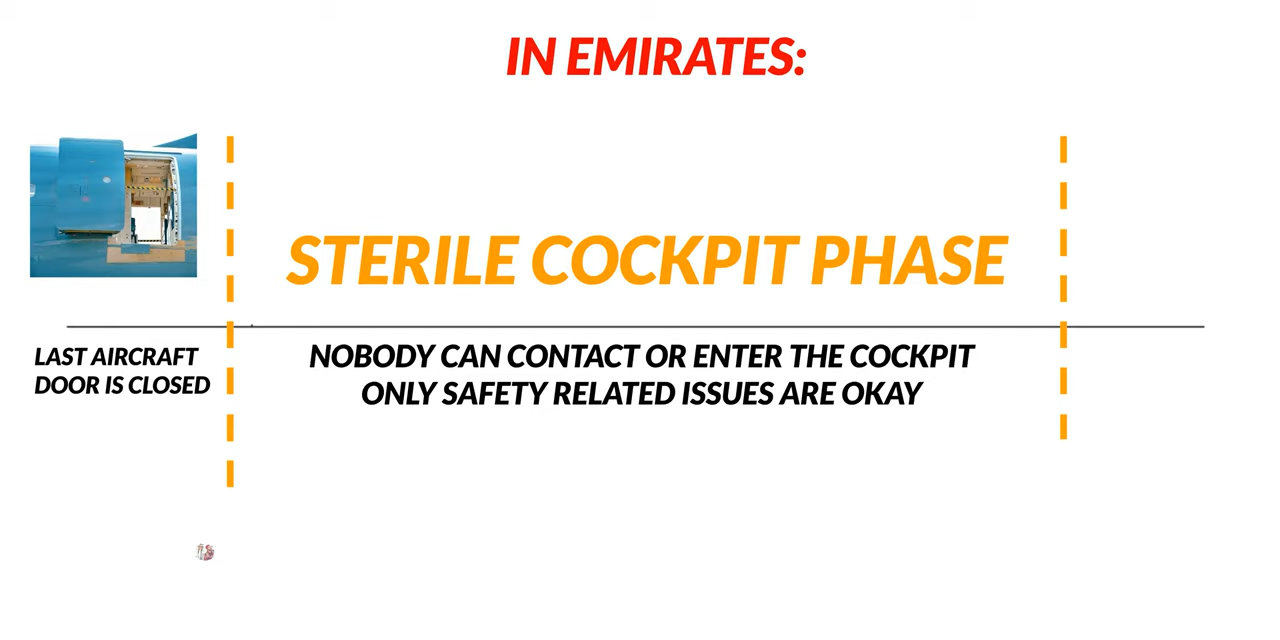 IN EMIRATES:
STERILE COCKPIT PHASE
LAST AIRCRAFT
DOOR IS CLOSED
NOBODY CAN CONTACT OR ENTER THE COCKPIT
ONLY SAFETY RELATED ISSUES ARE OKAY